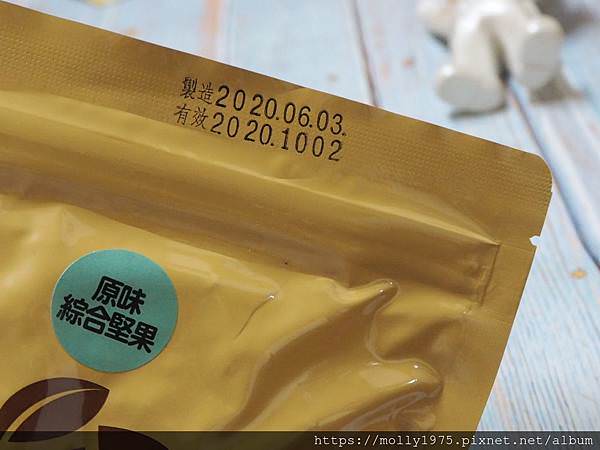 製造2020.06.03.
有效2020.1002
原味
綜合堅果
https://molly1975.pixnet.net/album